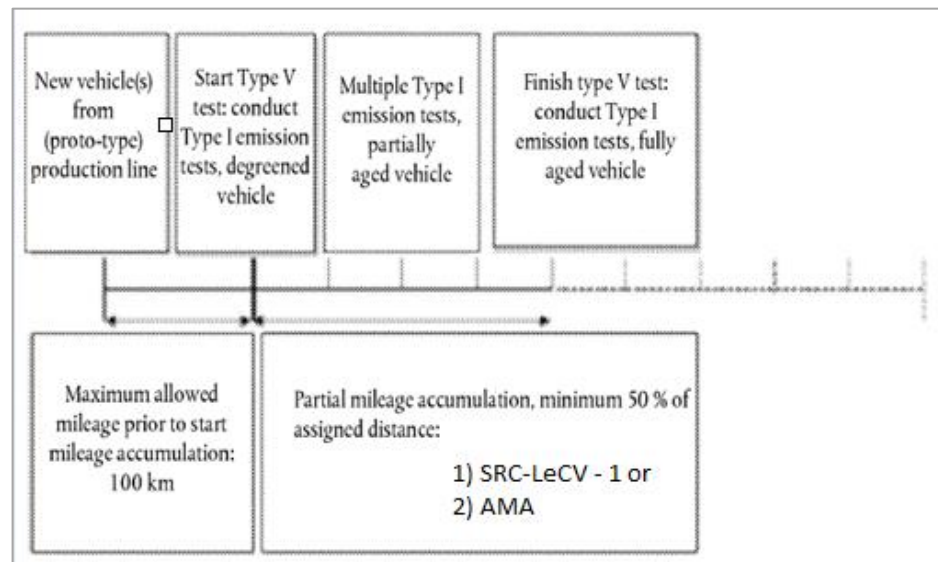 New vehicle(s)
from
(proto-type)
production line
Start Type V
test: conduct
Type I emission
tests, degreened
vehicle
Multiple Type I
emission tests,
partially
aged vehicle
Finish type V test:
conduct Type I
emission tests, fully
aged vehicle
Maximum allowed
mileage prior to start
mileage accumulation:
100 km
Partial mileage accumulation, minimum 50 % of
assigned distance:
1) SRC-LeCV - 1 or
2) AMA